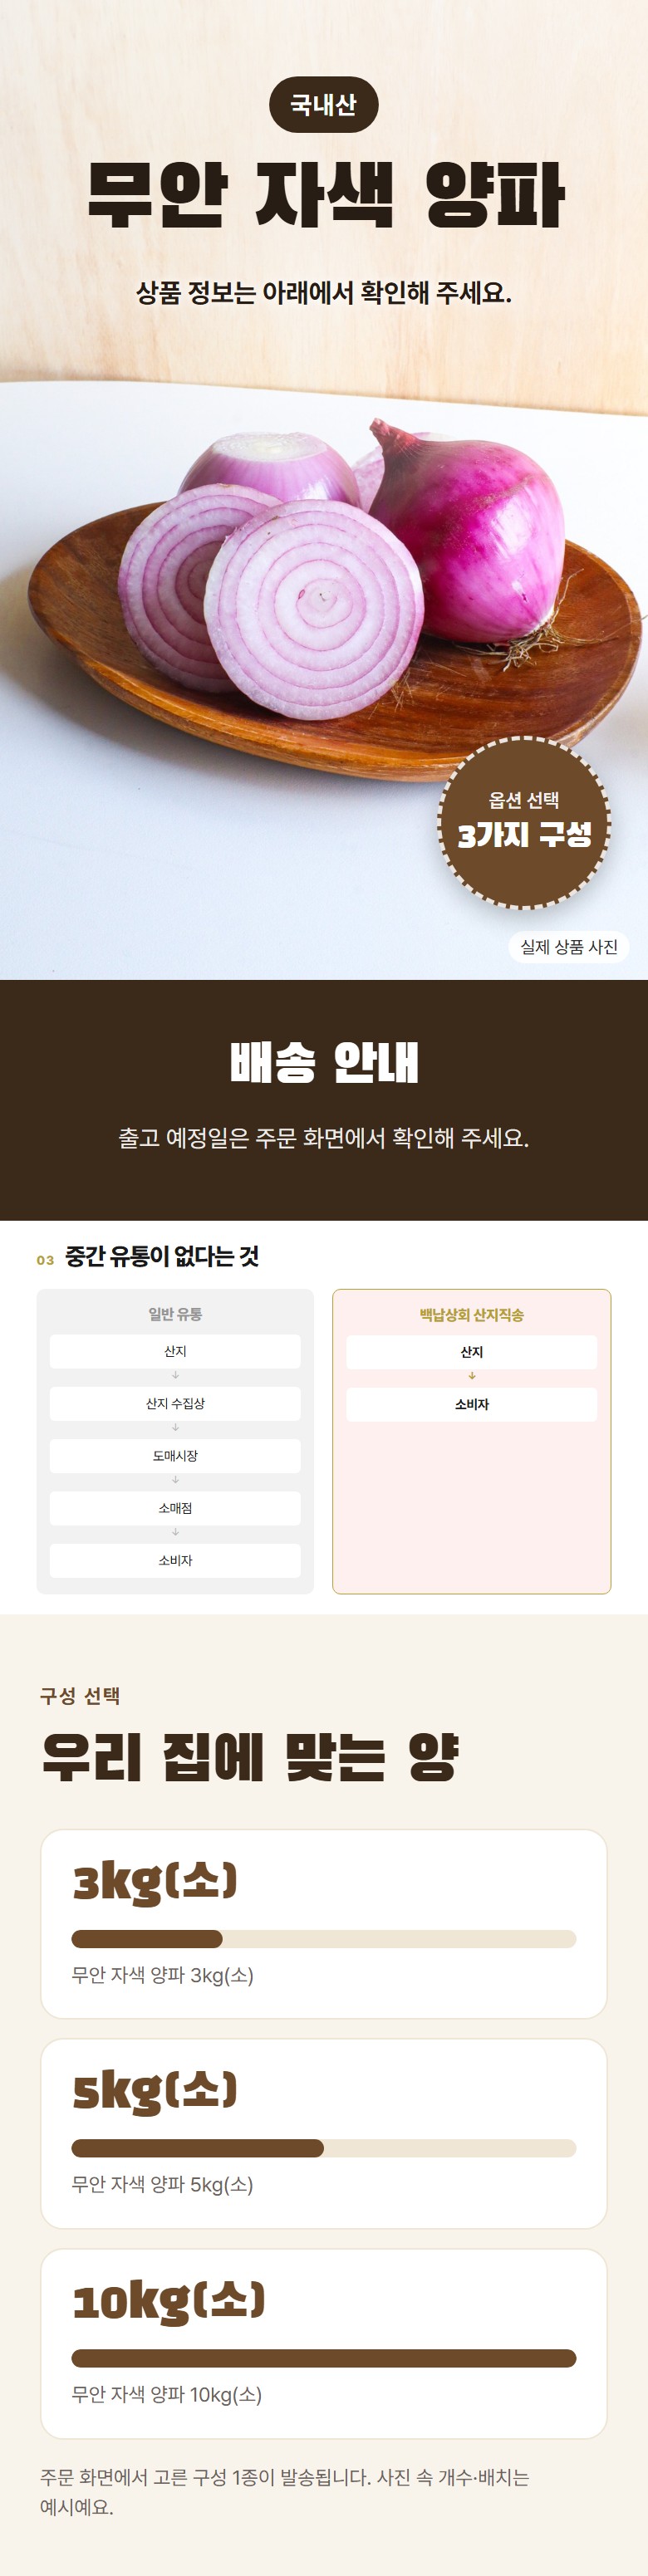 국내산
무안 자색 양파
상품 정보는 아래에서 확인해 주세요.
옵션 선택
3가지 구성
실제 상품 사진
배송 안내
출고 예정일은 주문 화면에서 확인해 주세요.
03 중간 유통이 없다는 것
일반 유통
산지
↓
산지 수집상
↓
도매시장
↓
소매점
↓
소비자
백납상회 산지직송
산지
↓
소비자
구성 선택
우리 집에 맞는 양
3kg(소)
무안 자색 양파 3kg(소)
5kg(소)
무안 자색 양파 5kg(소)
10kg(소)
무안 자색 양파 10kg(소)
주문 화면에서 고른 구성 1종이 발송됩니다. 사진 속 개수·배치는
예시예요.